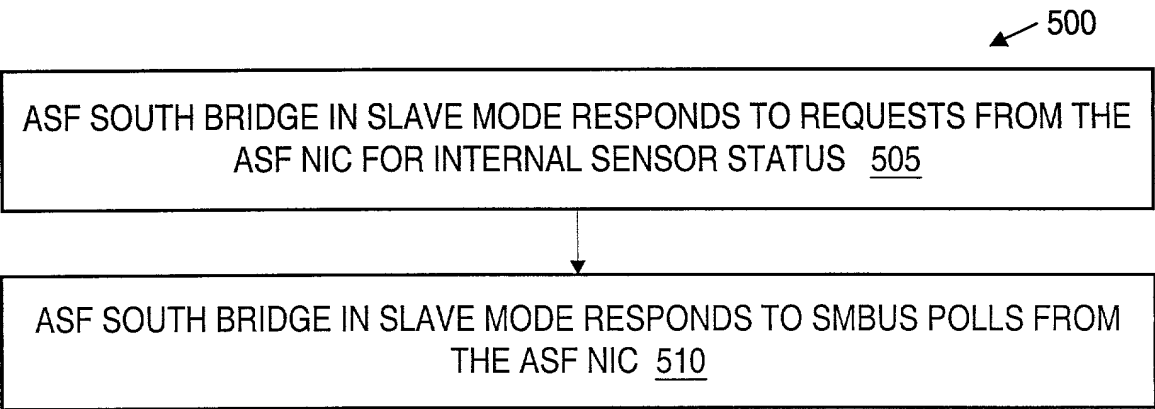 500
ASF SOUTH BRIDGE IN SLAVE MODE RESPONDS TO REQUESTS FROM THE
ASF NIC FOR INTERNAL SENSOR STATUS 505
ASF SOUTH BRIDGE IN SLAVE MODE RESPONDS TO SMBUS POLLS FROM
THE ASF NIC 510